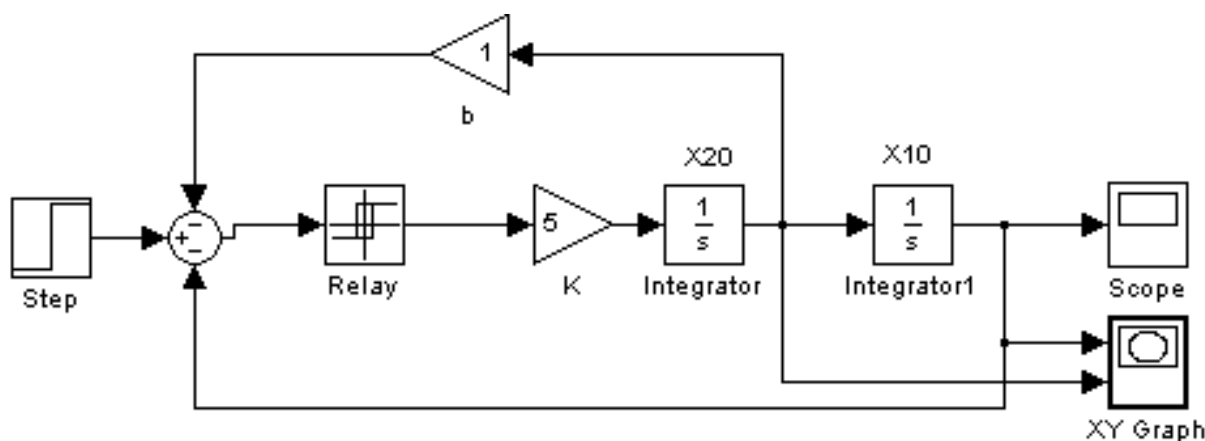 1
b
X20
X10
+
−
−
5
1
s
1
s
Step
Relay
K
Integrator
Integrator1
Scope
XY Graph